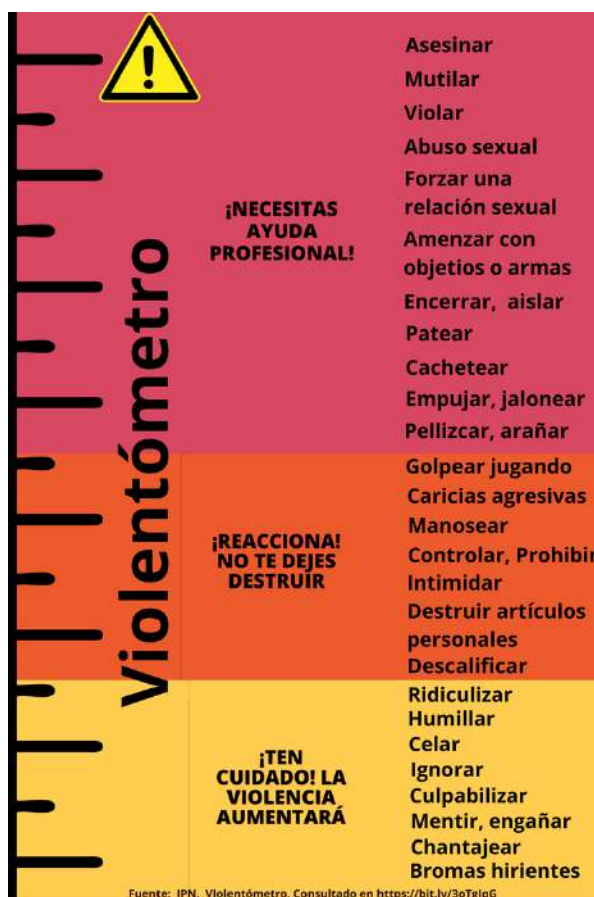 Violentómetro
¡NECESITAS
AYUDA
PROFESIONAL!
Asesinar
Mutilar
Violar
Abuso sexual
Forzar una
relación sexual
Amenzar con
objetios o armas
Encerrar, aislar
Patear
Cachetear
Empujar, jalonear
Pellizcar, arañar
¡REACCIONA!
NO TE DEJES
DESTRUÍR
Golpear jugando
Caricias agresivas
Manosear
Controlar, Prohibir
Intimidar
Destruir artículos
personales
Descalificar
¡TEN
CUIDADO! LA
VIOLENCIA
AUMENTARÁ
Ridiculizar
Humillar
Celar
Ignorar
Culpabilizar
Mentir, engañar
Chantajear
Bromas hirientes
Fuente: IPN. Violentómetro. Consultado en